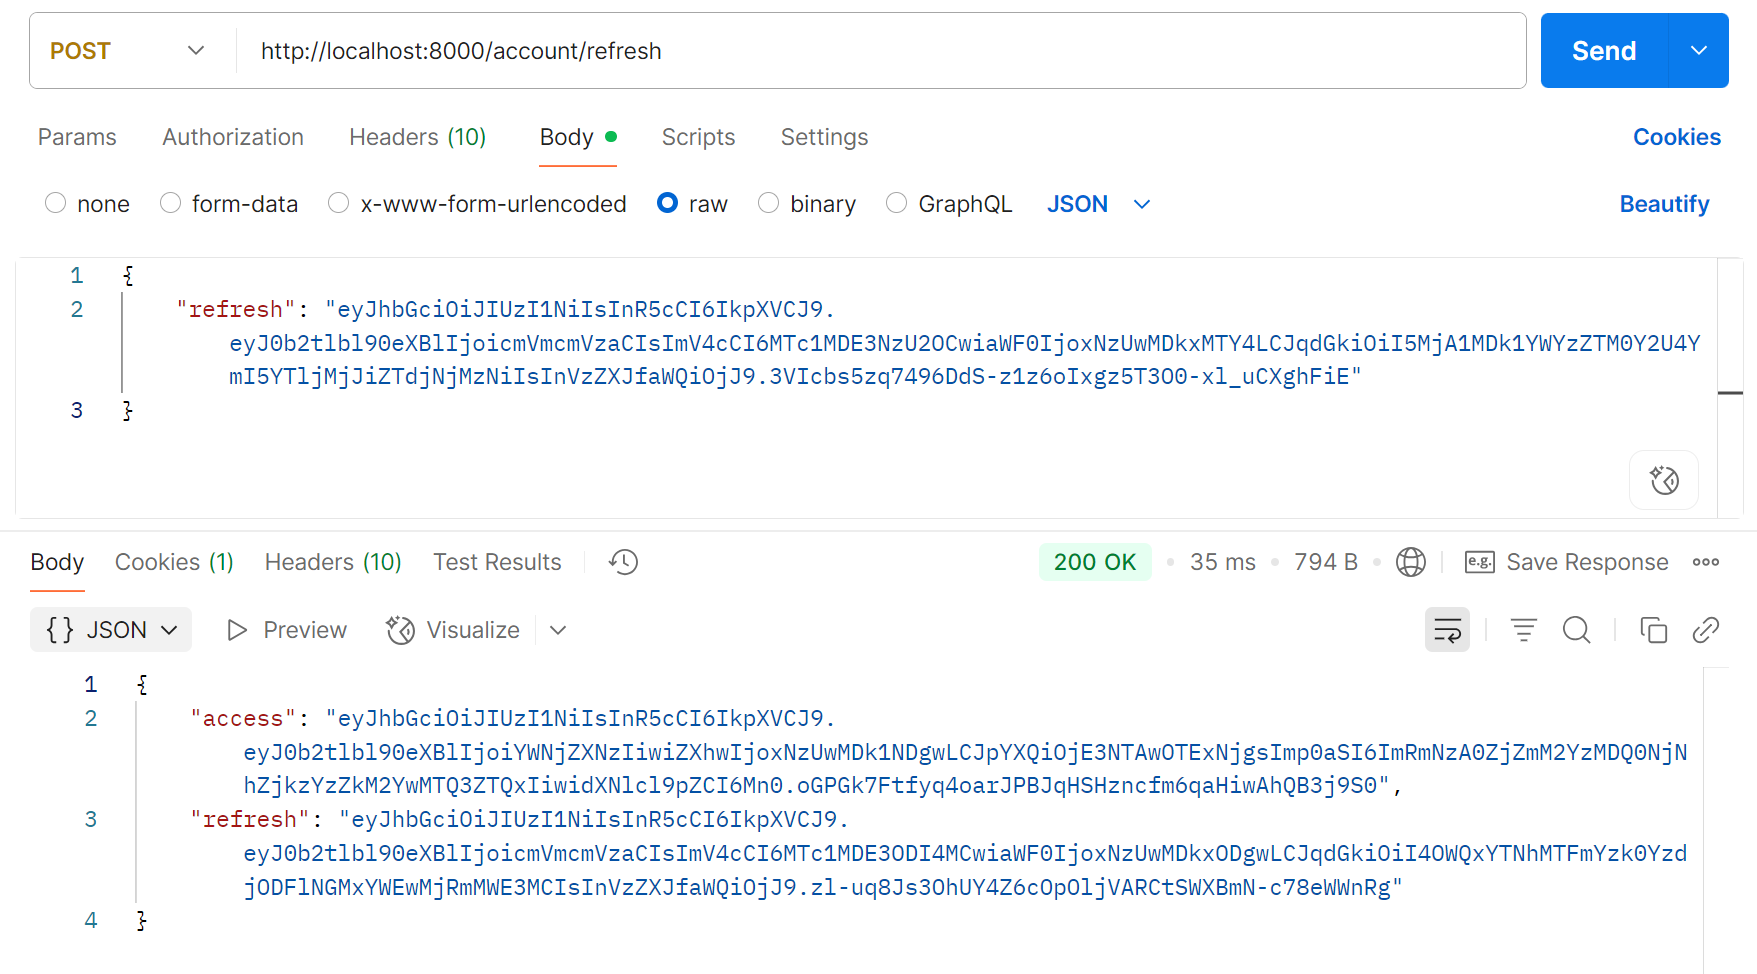 POST
http://localhost:8000/account/refresh
Send
Params Authorization Headers (10) Body Scripts Settings Cookies
none form-data x-www-form-urlencoded raw binary GraphQL JSON Beautify
1 {
2 "refresh": "eyJhbGciOiJIUzI1NiIsInR5cCI6IkpXVCJ9.
eyJ0b2tlbl90eXBlIjoicmVmcmVzaCIsImV4cCI6MTc1MDE3NzU2OCwiaWF0IjoxNzUwMDkxMTY4LCJqdGkiOiI5MjA1MDk1YWYzZTM0Y2U4Y
mI5YTljMjJiZTdjNjMzNiIsInVzZXJfaWQiOjJ9.3VIcbs5zq7496DdS-z1z6oIxgz5T3O0-xl_uCXghFiE"
3 }
Body Cookies (1) Headers (10) Test Results 200 OK 35 ms 794 B e.g. Save Response
{} JSON Preview Visualize
1 {
2 "access": "eyJhbGciOiJIUzI1NiIsInR5cCI6IkpXVCJ9.
eyJ0b2tlbl90eXBlIjoiYWNjZXNzIiwiZXhwIjoxNzUwMDk1NDgwLCJpYXQiOjE3NTAwOTExNjgsImp0aSI6ImRmNzA0ZjZmM2YzMDQ0NjN
hZjkzYzZkM2YwMTQ3ZTQxIiwidXNlcl9pZCI6Mn0.oGPGk7Ftfyq4oarJPBJqHSHzncfm6qaHiwAhQB3j9S0",
3 "refresh": "eyJhbGciOiJIUzI1NiIsInR5cCI6IkpXVCJ9.
eyJ0b2tlbl90eXBlIjoicmVmcmVzaCIsImV4cCI6MTc1MDE3ODI4MCwiaWF0IjoxNzUwMDkxODgwLCJqdGkiOiI4OWQxYTNhMTFmYzk0Yzd
jODFlNGMxYWEwMjRmMWE3MCIsInVzZXJfaWQiOjJ9.zl-uq8Js3OhUY4Z6cOpOljVARCtSWXBmN-c78eWWnRg"
4 }